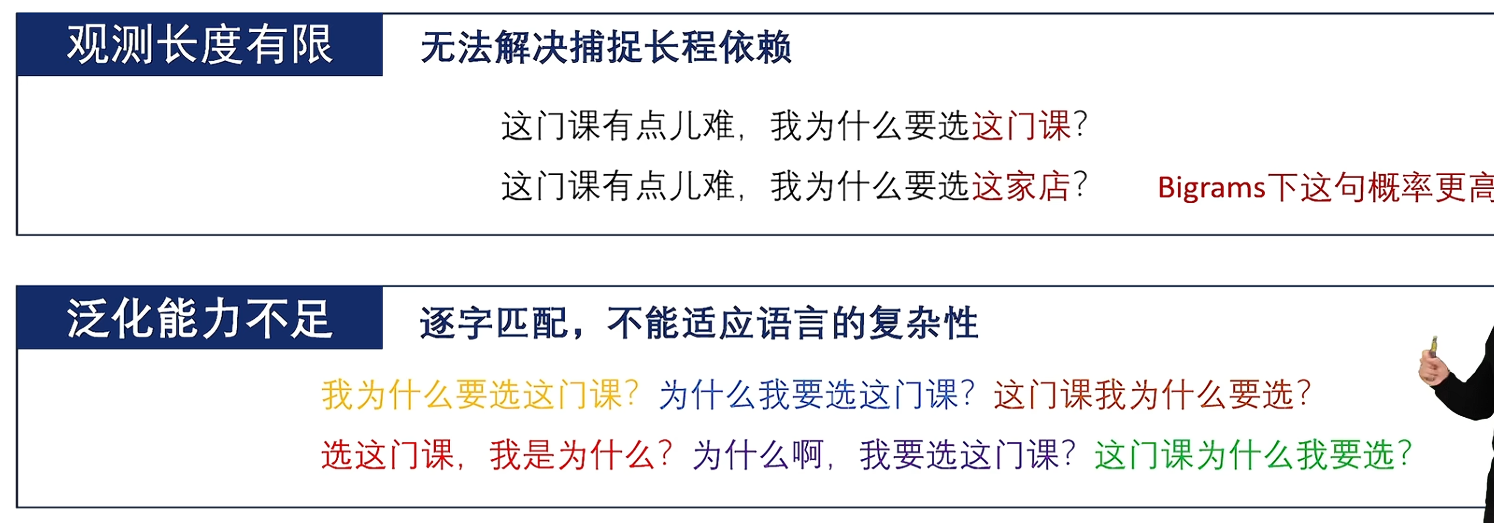 观测长度有限 无法解决捕捉长程依赖
这门课有点儿难，我为什么要选这门课？
这门课有点儿难，我为什么要选这家店？ Bigrams下这句概率更高
泛化能力不足 逐字匹配，不能适应语言的复杂性
我为什么要选这门课？为什么我要选这门课？这门课我为什么要选？
选这门课，我是为什么？为什么啊，我要选这门课？这门课为什么我要选？